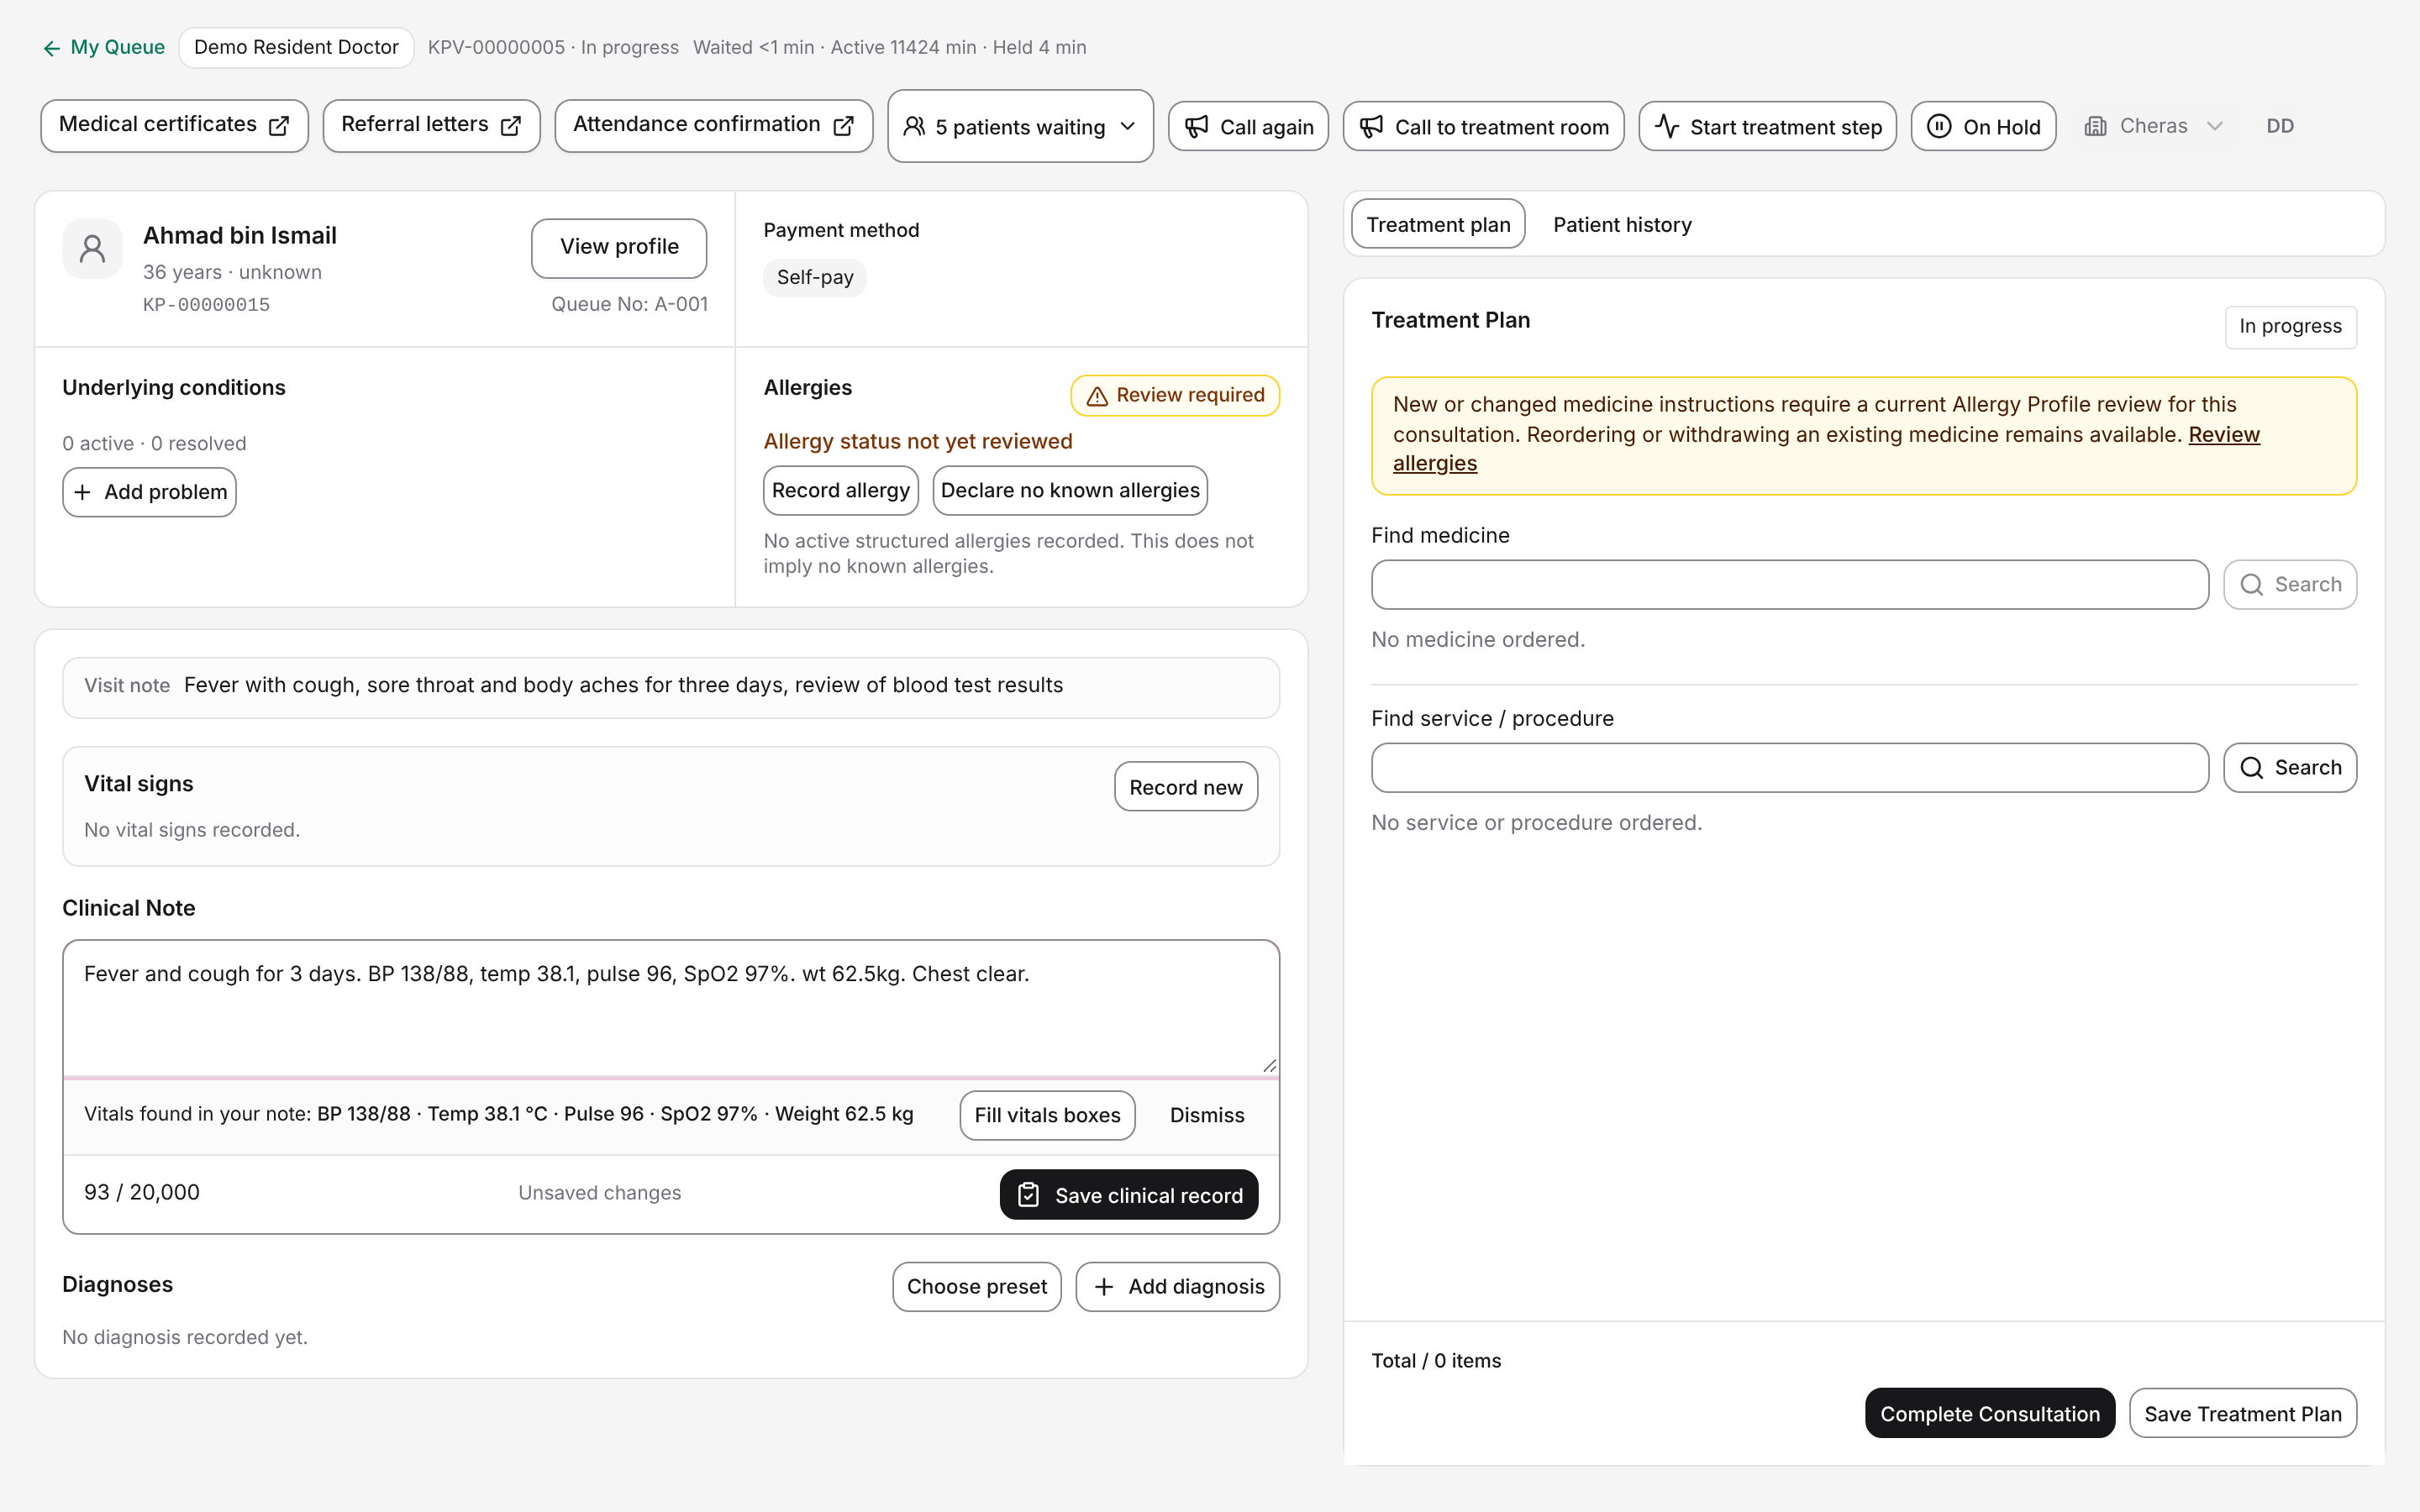 My Queue
Demo Resident Doctor
KPV-00000005 · In progress
Waited <1 min · Active 11424 min · Held 4 min
Medical certificates
Referral letters
Attendance confirmation
5 patients waiting
Call again
Call to treatment room
Start treatment step
On Hold
Cheras
DD
Ahmad bin Ismail
36 years · unknown
KP-00000015
View profile
Queue No: A-001
Payment method
Self-pay
Underlying conditions
0 active · 0 resolved
Add problem
Allergies
Review required
Allergy status not yet reviewed
Record allergy
Declare no known allergies
No active structured allergies recorded. This does not
imply no known allergies.
Visit note Fever with cough, sore throat and body aches for three days, review of blood test results
Vital signs
Record new
No vital signs recorded.
Clinical Note
Fever and cough for 3 days. BP 138/88, temp 38.1, pulse 96, SpO2 97%. wt 62.5kg. Chest clear.
Vitals found in your note: BP 138/88 · Temp 38.1 °C · Pulse 96 · SpO2 97% · Weight 62.5 kg
Fill vitals boxes
Dismiss
93 / 20,000
Unsaved changes
Save clinical record
Diagnoses
Choose preset
Add diagnosis
No diagnosis recorded yet.
Treatment plan
Patient history
Treatment Plan
In progress
New or changed medicine instructions require a current Allergy Profile review for this
consultation. Reordering or withdrawing an existing medicine remains available. Review
allergies
Find medicine
Search
No medicine ordered.
Find service / procedure
Search
No service or procedure ordered.
Total / 0 items
Complete Consultation
Save Treatment Plan